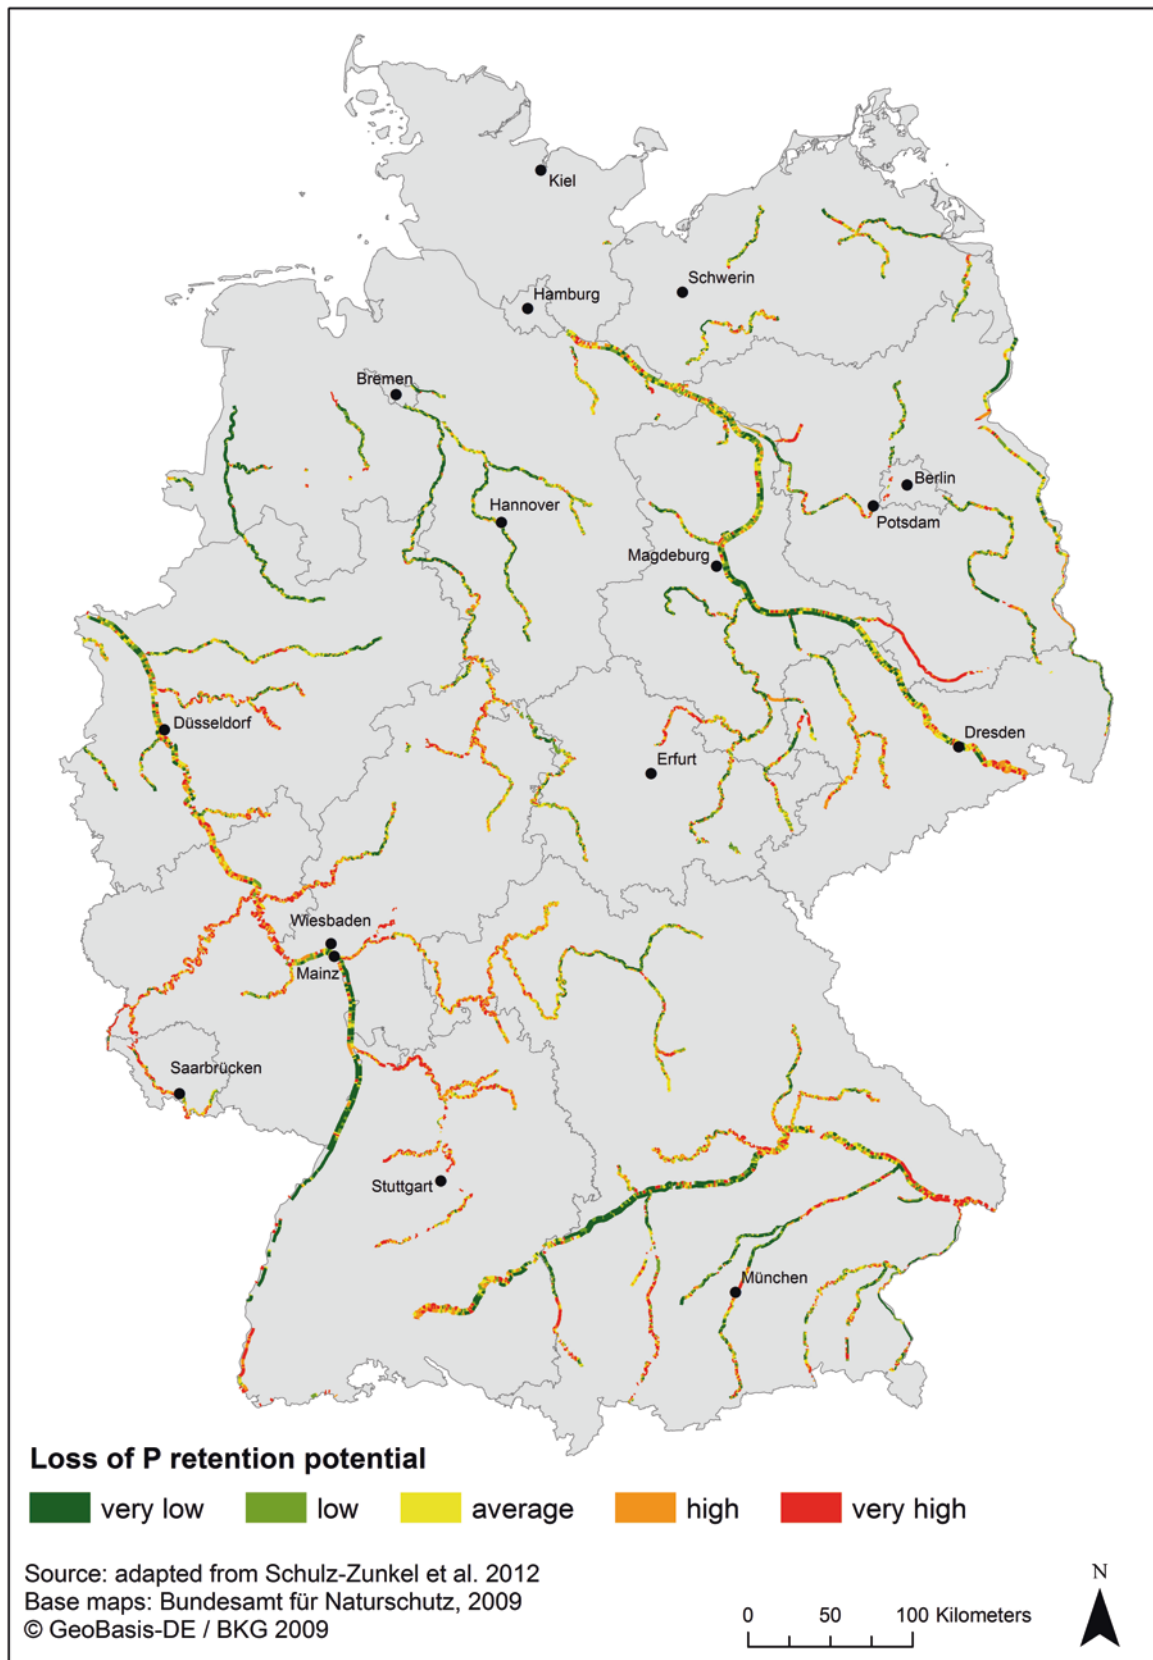 Kiel
Schwerin
Hamburg
Bremen
Berlin
Hannover
Potsdam
Magdeburg
Düsseldorf
Dresden
Erfurt
Wiesbaden
Mainz
Saarbrücken
Stuttgart
München
Loss of P retention potential
very low low average high very high
Source: adapted from Schulz-Zunkel et al. 2012
Base maps: Bundesamt für Naturschutz, 2009
© GeoBasis-DE / BKG 2009
N
0 50 100 Kilometers